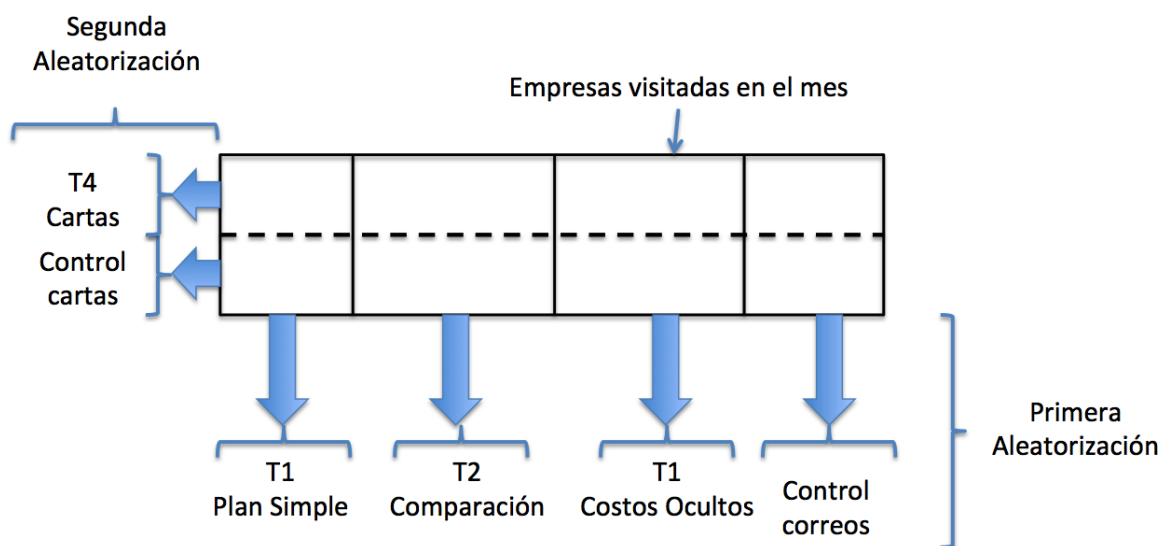 Segunda
Aleatorización
Empresas visitadas en el mes
T4
Cartas
Control
cartas
T1
Plan Simple
T2
Comparación
T1
Costos Ocultos
Control
correos
Primera
Aleatorización